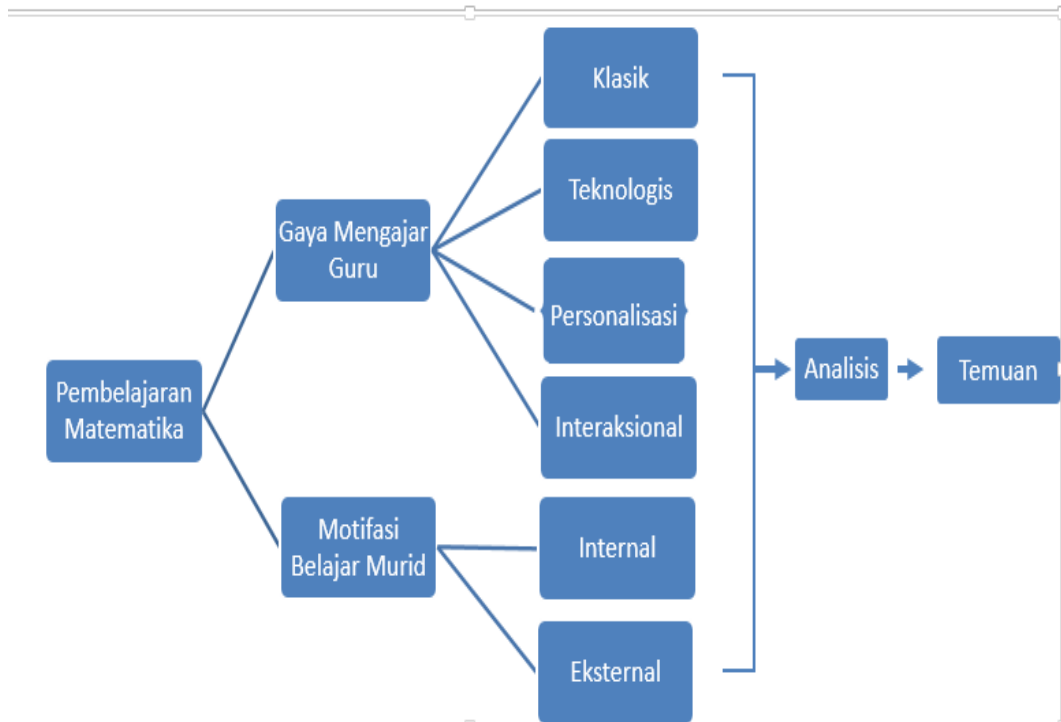 Klasik
Teknologis
Gaya Mengajar
Guru
Personalisasi
Pembelajaran
Matematika
Analisis
Temuan
Interaksional
Motifasi
Belajar Murid
Internal
Eksternal